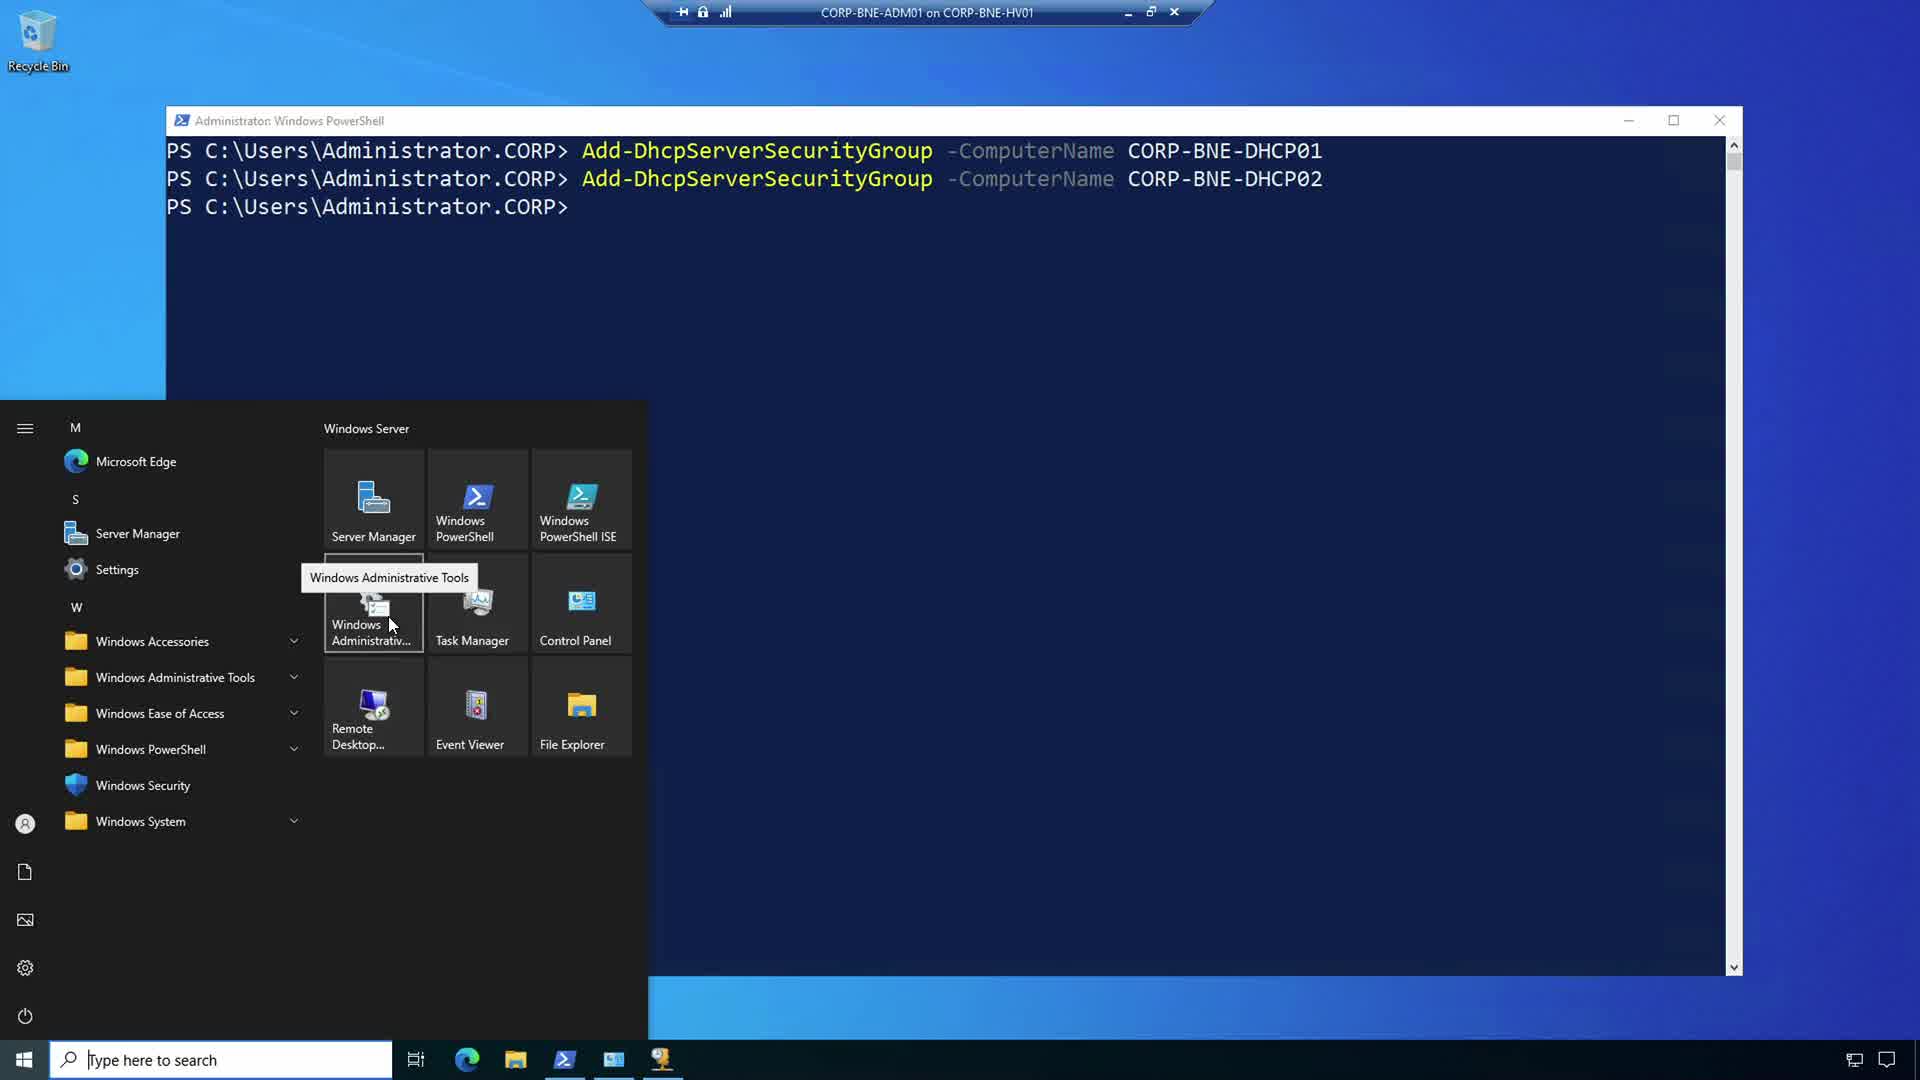 CORP-BNE-ADM01 on CORP-BNE-HV01
Recycle Bin
Administrator: Windows PowerShell
PS C:\Users\Administrator.CORP> Add-DhcpServerSecurityGroup -ComputerName CORP-BNE-DHCP01
PS C:\Users\Administrator.CORP> Add-DhcpServerSecurityGroup -ComputerName CORP-BNE-DHCP02
PS C:\Users\Administrator.CORP>
M
Microsoft Edge
S
Server Manager
Settings
W
Windows Accessories
Windows Administrative Tools
Windows Ease of Access
Windows PowerShell
Windows Security
Windows System
Windows Server
Server Manager
Windows
PowerShell
Windows
PowerShell ISE
Windows Administrative Tools
Windows
Administrativ...
Task Manager
Control Panel
Remote
Desktop...
Event Viewer
File Explorer
Type here to search